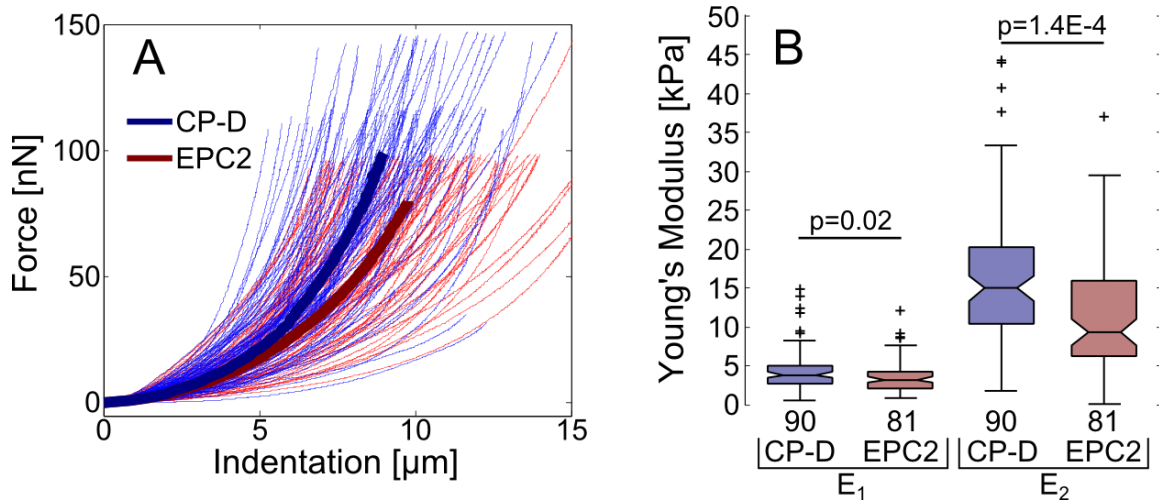 A
150
100
50
0
Force [nN]
CP-D
EPC2
0 5 10 15
Indentation [µm]
B
50
45
40
35
30
25
20
15
10
5
0
Young's Modulus [kPa]
p=0.02
p=1.4E-4
90 81 90 81
CP-D EPC2 CP-D EPC2
E₁ E₂